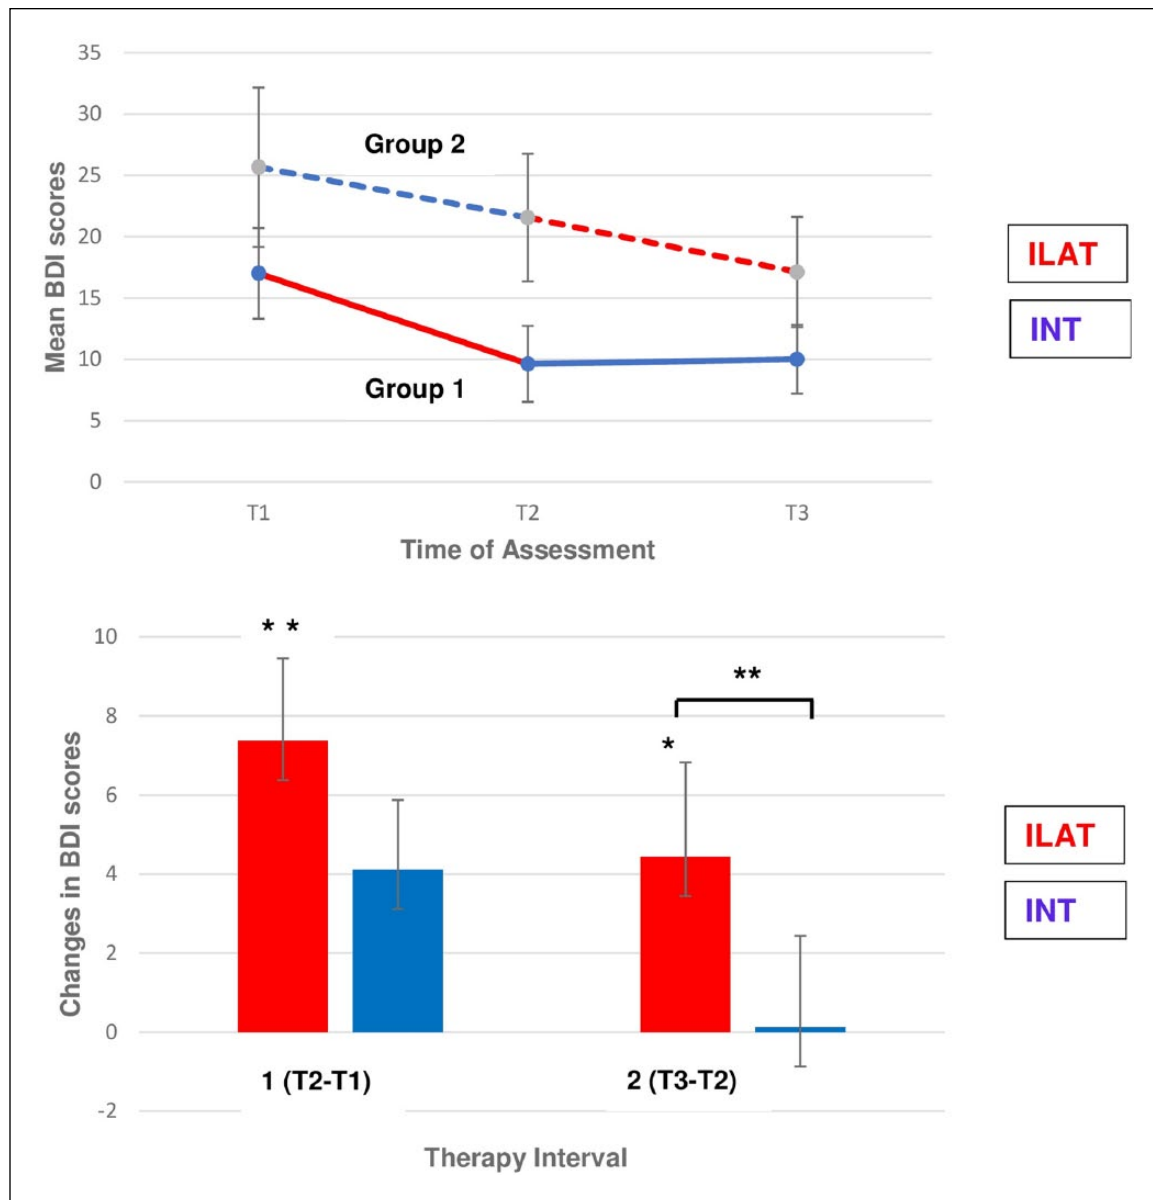 35
30
25
20
15
10
5
0
Mean BDI scores
Group 2
Group 1
T1 T2 T3
Time of Assessment
ILAT
INT
10
8
6
4
2
0
-2
Changes in BDI scores
* *
**
*
1 (T2-T1) 2 (T3-T2)
Therapy Interval
ILAT
INT